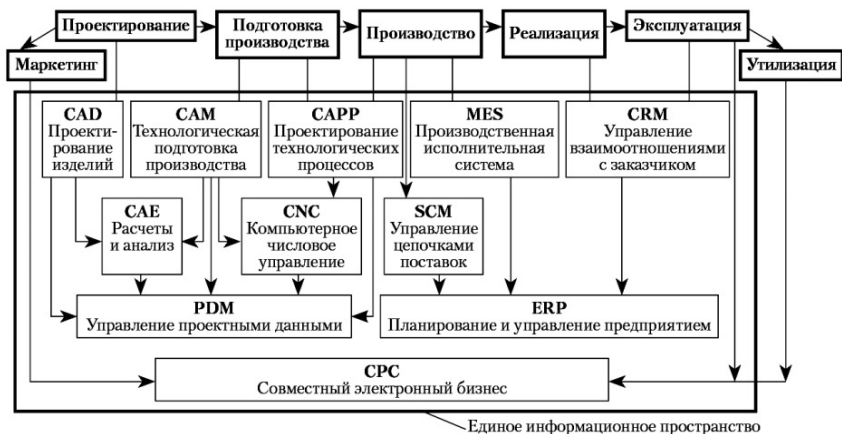 Проектирование
Подготовка
производства
Производство
Реализация
Эксплуатация
Маркетинг
Утилизация
CAD
Проекти-
рование
изделий
CAM
Технологическая
подготовка
производства
CAPP
Проектирование
технологических
процессов
MES
Производственная
исполнительная
система
CRM
Управление
взаимоотношениями
с заказчиком
CAE
Расчеты
и анализ
CNC
Компьютерное
числовое
управление
SCM
Управление
цепочками
поставок
PDM
Управление проектными данными
ERP
Планирование и управление предприятием
CPC
Совместный электронный бизнес
Единое информационное пространство